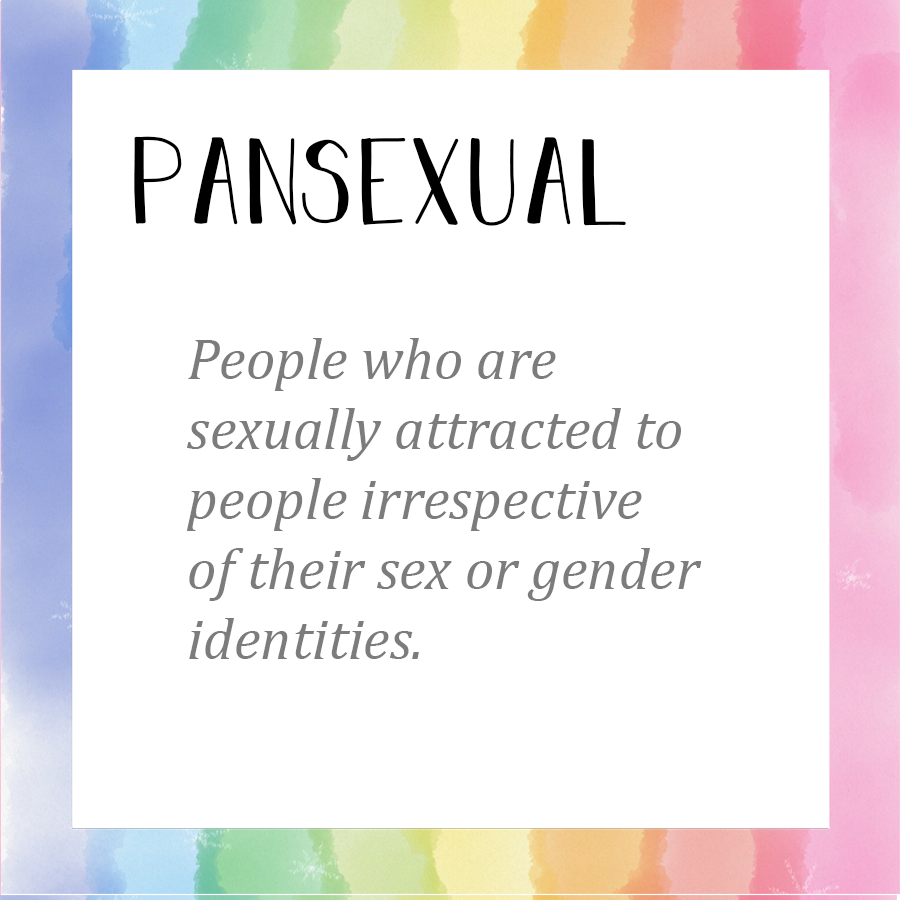 PANSEXUAL
People who are
sexually attracted to
people irrespective
of their sex or gender
identities.